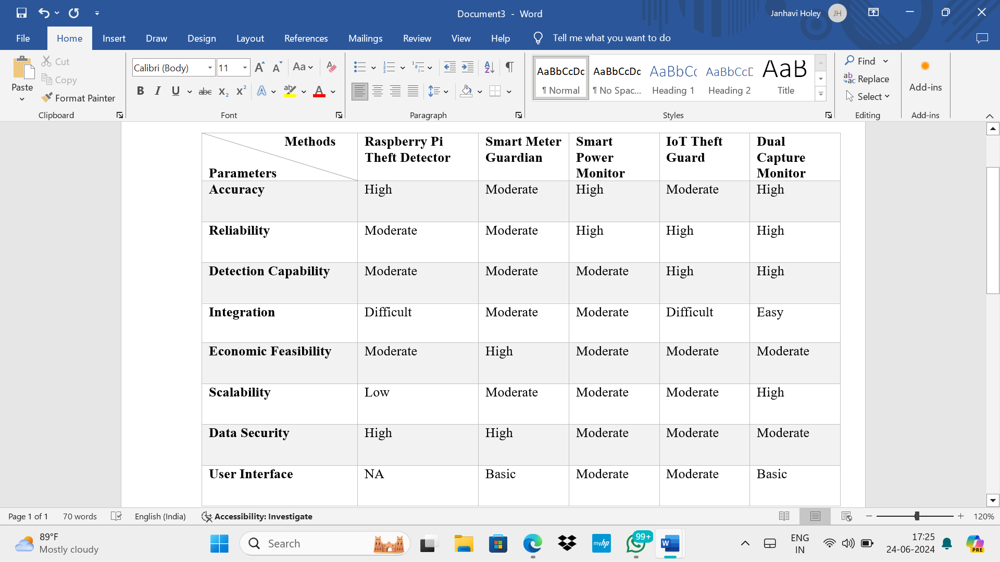 Document3 - Word
Janhavi Holey JH
File Home Insert Draw Design Layout References Mailings Review View Help Tell me what you want to do
Paste
Cut
Copy
Format Painter
Clipboard
Calibri (Body) 11
Font
Paragraph
AaBbCcDc AaBbCcDc AaBbCc AaBbCcD AaB
¶ Normal ¶ No Spac... Heading 1 Heading 2 Title
Styles
Find
Replace
Select
Editing
Add-ins
Add-ins
Methods
Parameters
Raspberry Pi
Theft Detector
Smart Meter
Guardian
Smart
Power
Monitor
IoT Theft
Guard
Dual
Capture
Monitor
Accuracy High Moderate High Moderate High
Reliability Moderate Moderate High High High
Detection Capability Moderate Moderate Moderate High High
Integration Difficult Moderate Moderate Difficult Easy
Economic Feasibility Moderate High Moderate Moderate Moderate
Scalability Low Moderate Moderate Moderate High
Data Security High High Moderate Moderate Moderate
User Interface NA Basic Moderate Moderate Basic
Page 1 of 1 70 words English (India) Accessibility: Investigate 120%
89°F
Mostly cloudy
Search
myhp
99+
ENG
IN
17:25
24-06-2024
PRE